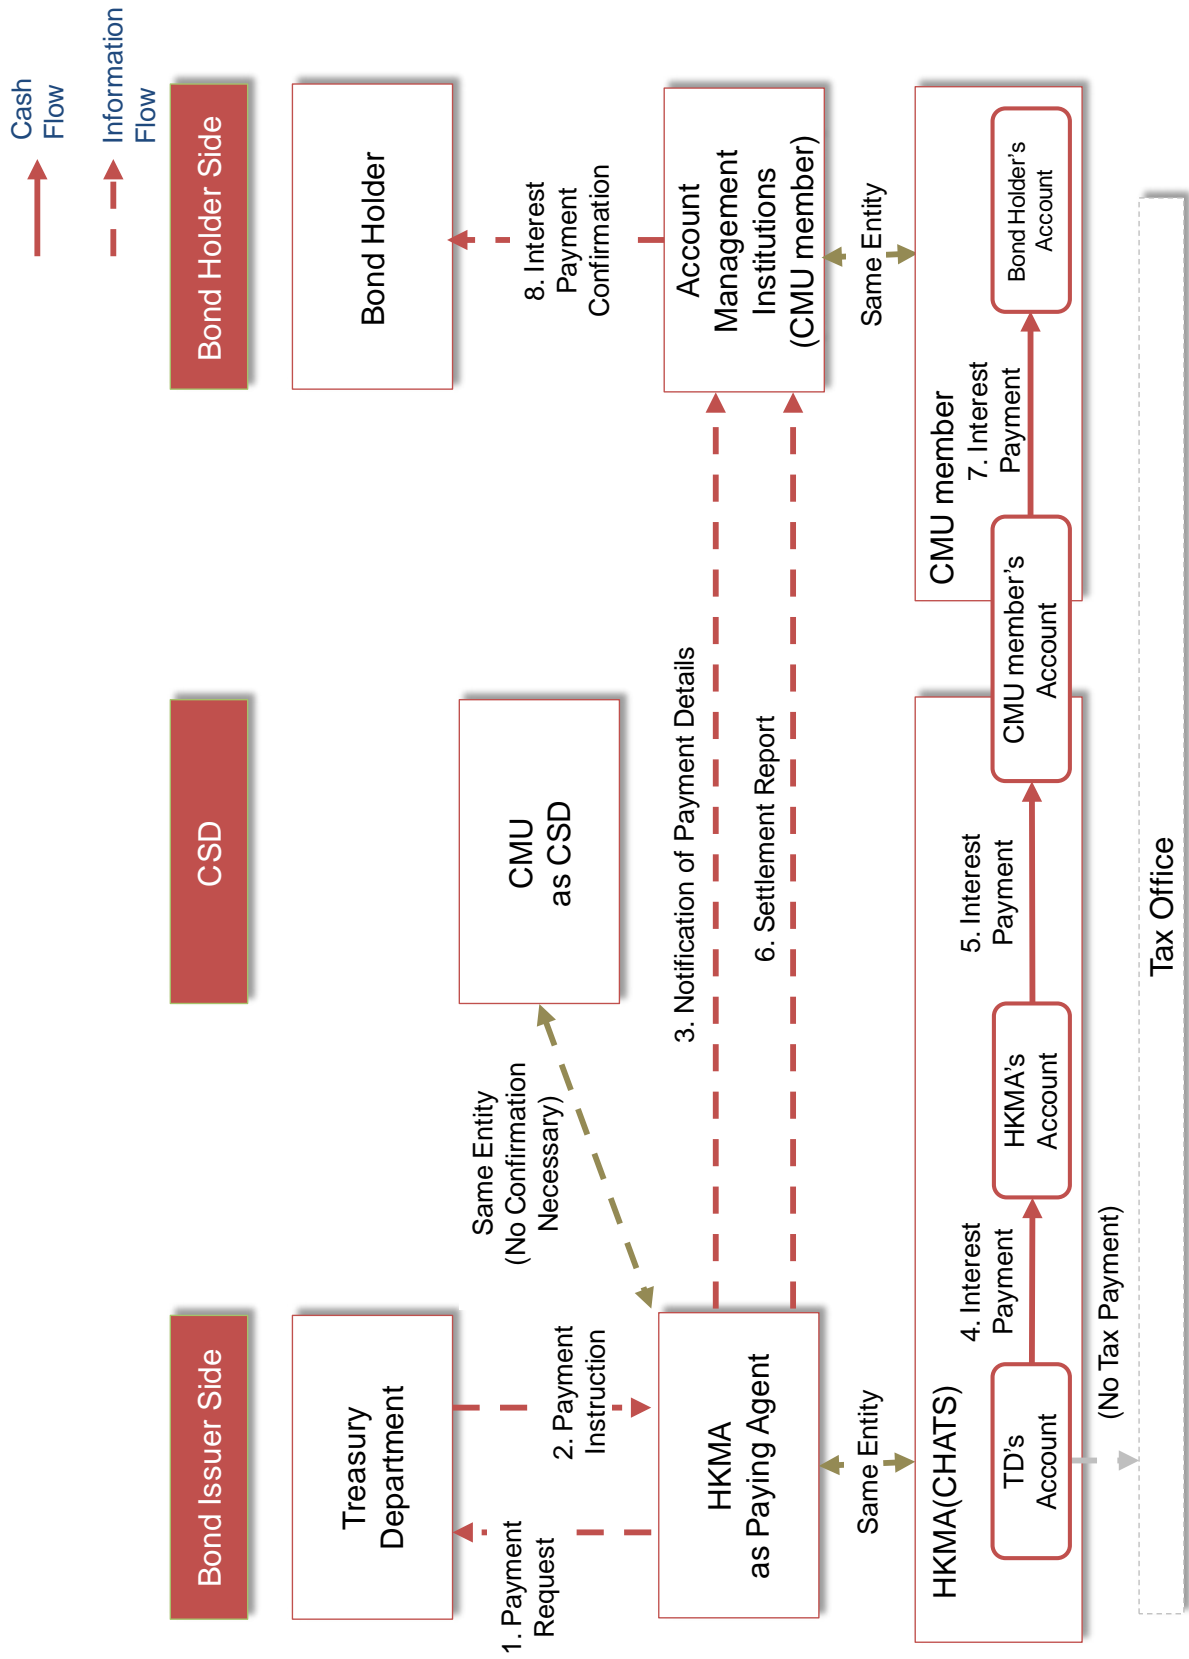 Cash
Flow
Information
Flow
Bond Issuer Side
CSD
Bond Holder Side
Treasury
Department
Bond Holder
1. Payment
Request
2. Payment
Instruction
Same Entity
(No Confirmation
Necessary)
CMU
as CSD
8. Interest
Payment
Confirmation
HKMA
as Paying Agent
3. Notification of Payment Details
6. Settlement Report
Account
Management
Institutions
(CMU member)
Same Entity
Same Entity
HKMA(CHATS)
TD's
Account
4. Interest
Payment
HKMA's
Account
5. Interest
Payment
CMU member's
Account
CMU member
7. Interest
Payment
Bond Holder's
Account
(No Tax Payment)
Tax Office